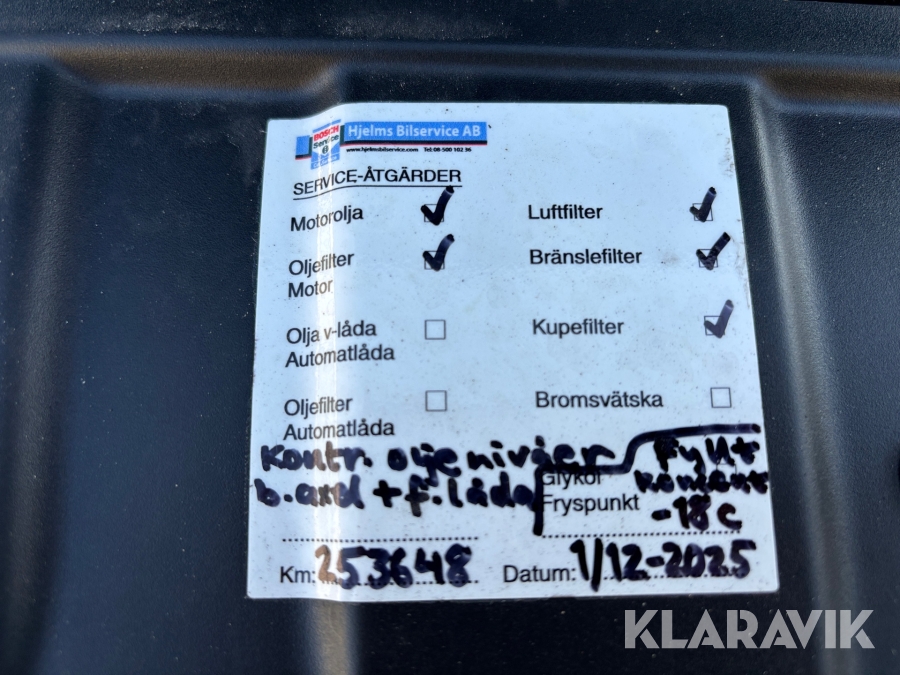 BOSCH
Service
Hjelms Bilservice AB
www.hjelmsbilservice.com Tel:08-500 102 36
SERVICE-ÅTGÄRDER
Motorolja
Luftfilter
Oljefilter
Motor
Bränslefilter
Olja v-låda
Automatlåda
Kupefilter
Oljefilter
Automatlåda
Bromsvätska
Kontr. oljenivåer
b.axel + f.låda
Fyllt
koncent
Glykol
Fryspunkt
-18 c
Km: 253648
Datum: 1/12-2025
KLARAVIK